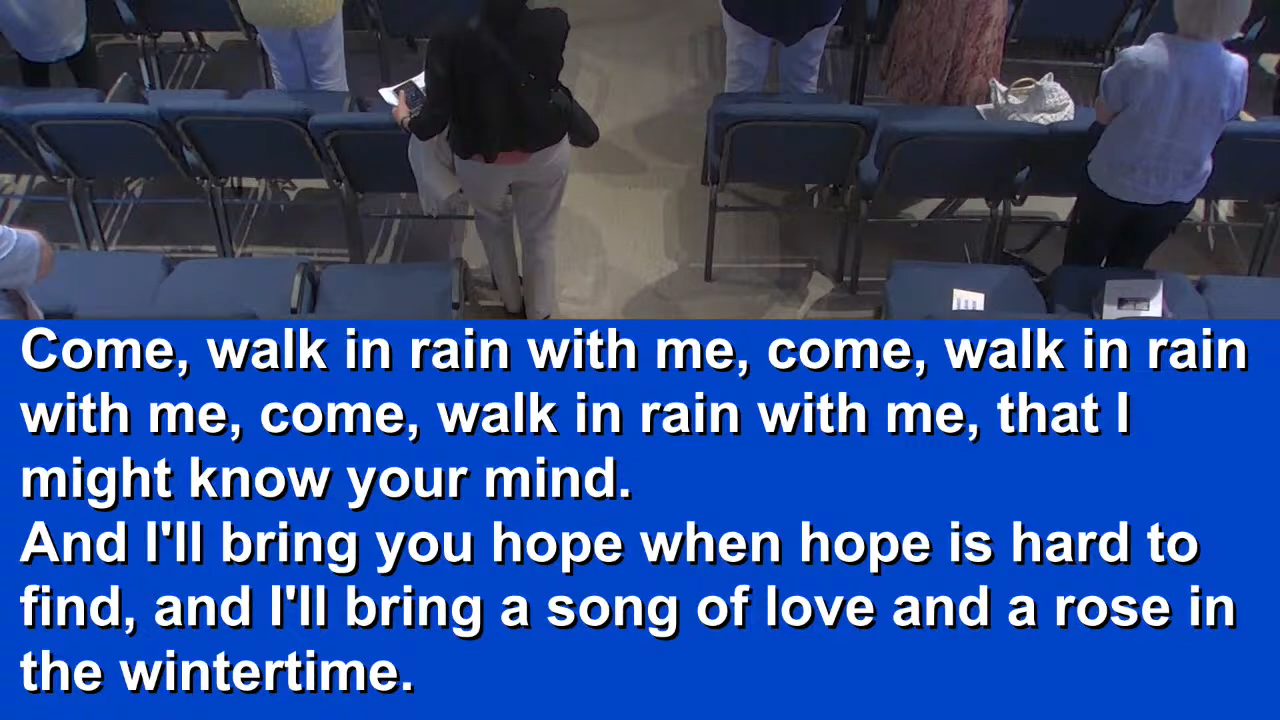 Come, walk in rain with me, come, walk in rain
with me, come, walk in rain with me, that I
might know your mind.
And I'll bring you hope when hope is hard to
find, and I'll bring a song of love and a rose in
the wintertime.